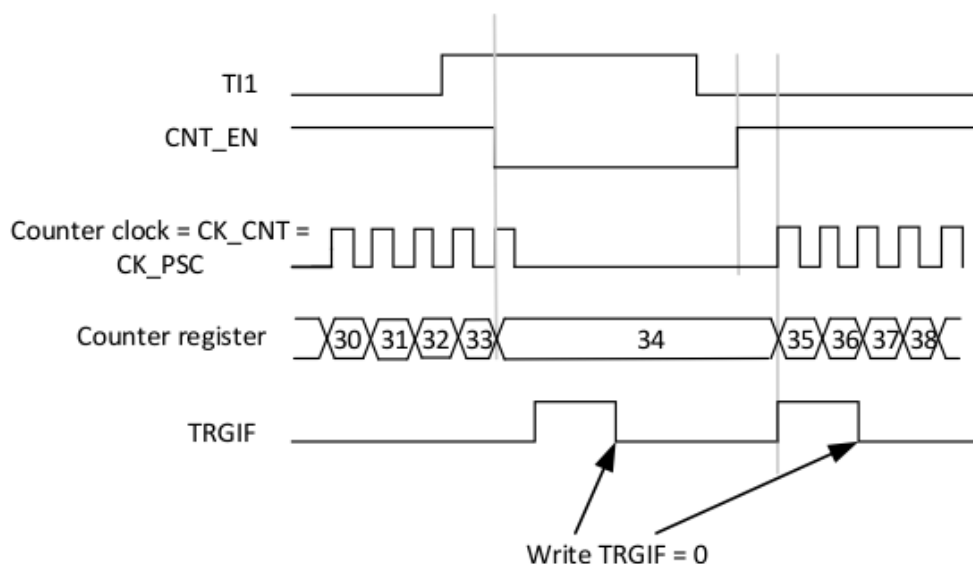 TI1
CNT_EN
Counter clock = CK_CNT =
CK_PSC
Counter register
30 31 32 33 34 35 36 37 38
TRGIF
Write TRGIF = 0